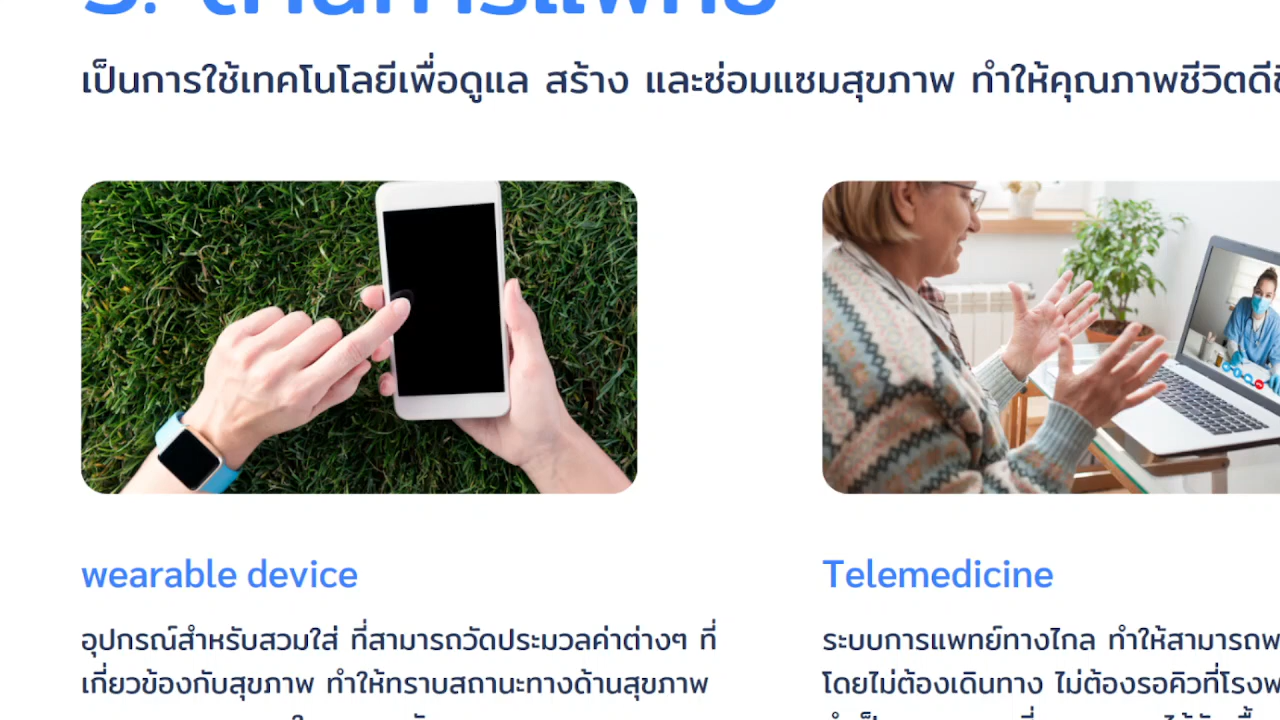 ด้านการแพทย์
เป็นการใช้เทคโนโลยีเพื่อดูแล สร้าง และซ่อมแซมสุขภาพ ทำให้คุณภาพชีวิตดี
wearable device
อุปกรณ์สำหรับสวมใส่ ที่สามารถวัดประมวลค่าต่างๆ ที่
เกี่ยวข้องกับสุขภาพ ทำให้ทราบสถานะทางด้านสุขภาพ
Telemedicine
ระบบการแพทย์ทางไกล ทำให้สามารถ
โดยไม่ต้องเดินทาง ไม่ต้องรอคิวที่